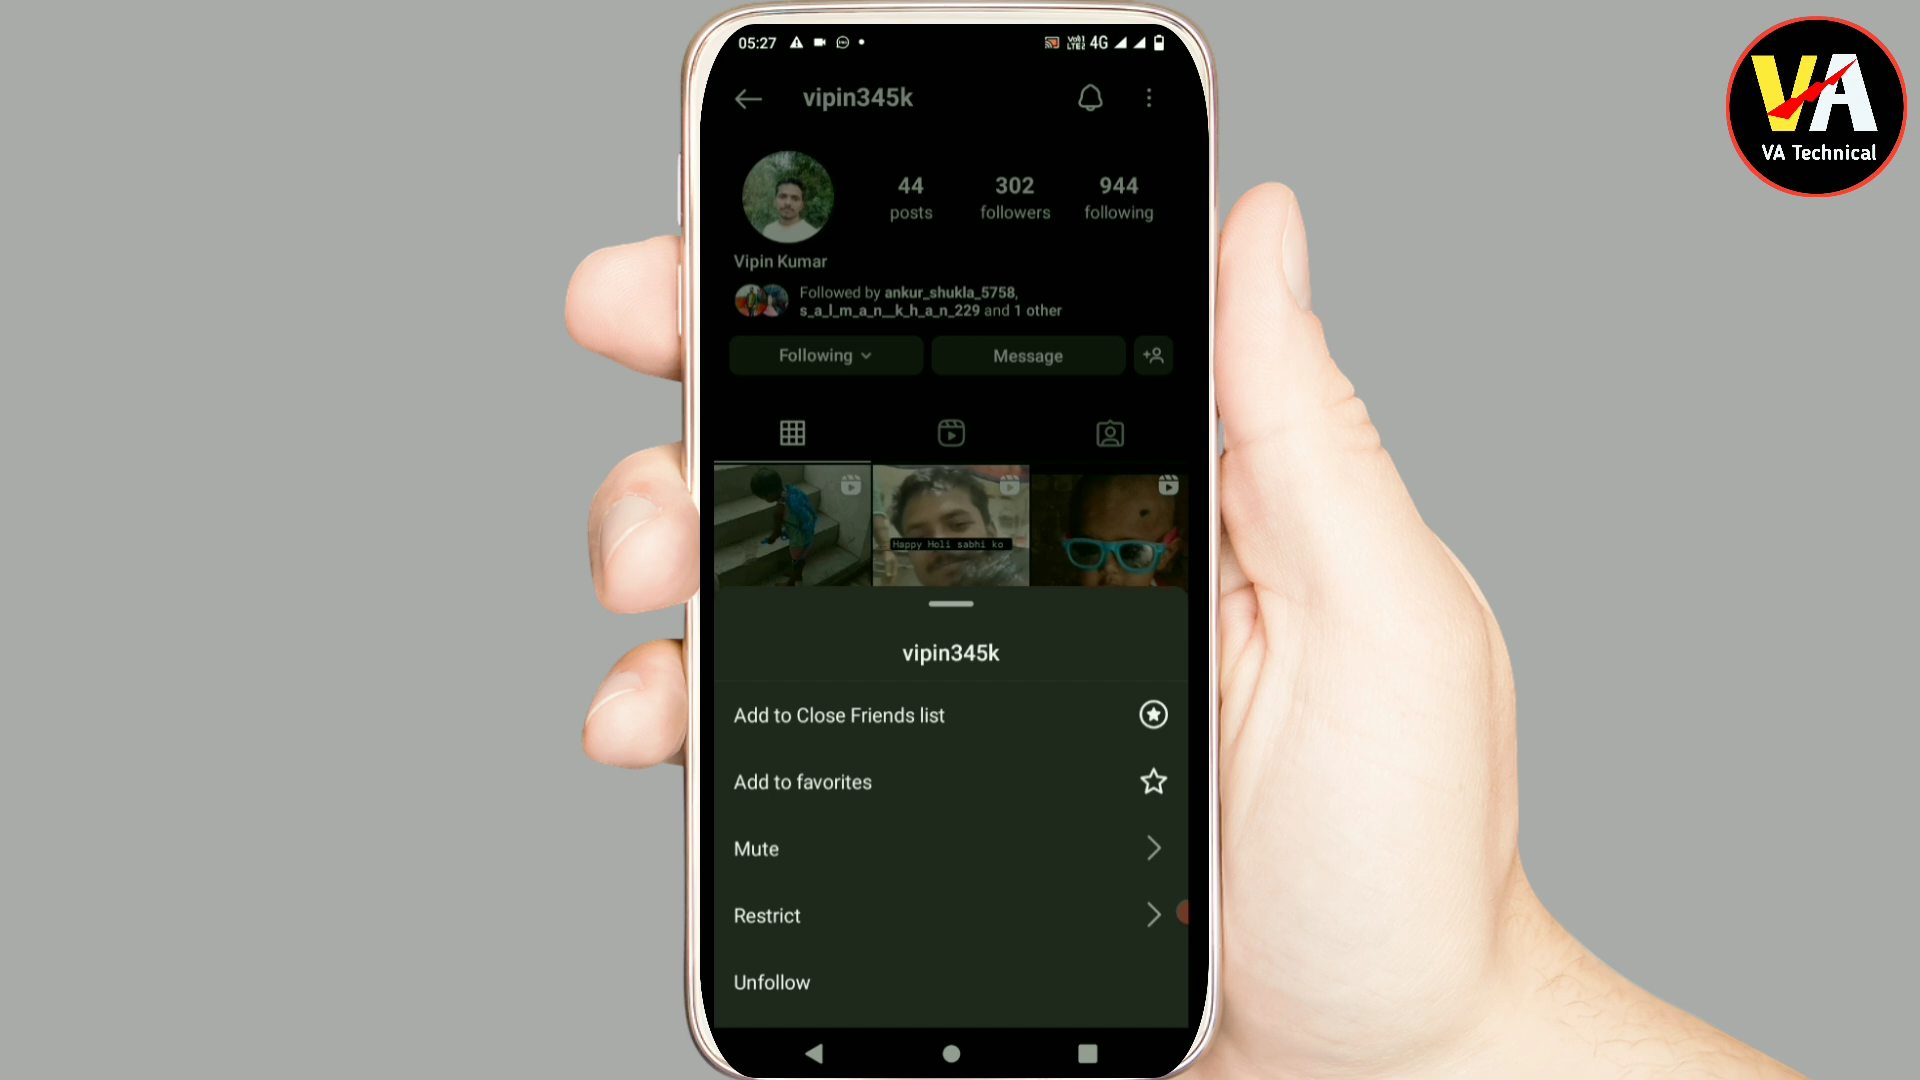 05:27
Vo1
LTE2 4G
vipin345k
44
posts
302
followers
944
following
Vipin Kumar
Followed by ankur_shukla_5758,
s_a_l_m_a_n__k_h_a_n_229 and 1 other
Following
Message
Happy Holi sabhi ko
vipin345k
Add to Close Friends list
Add to favorites
Mute
Restrict
Unfollow
VA
VA Technical